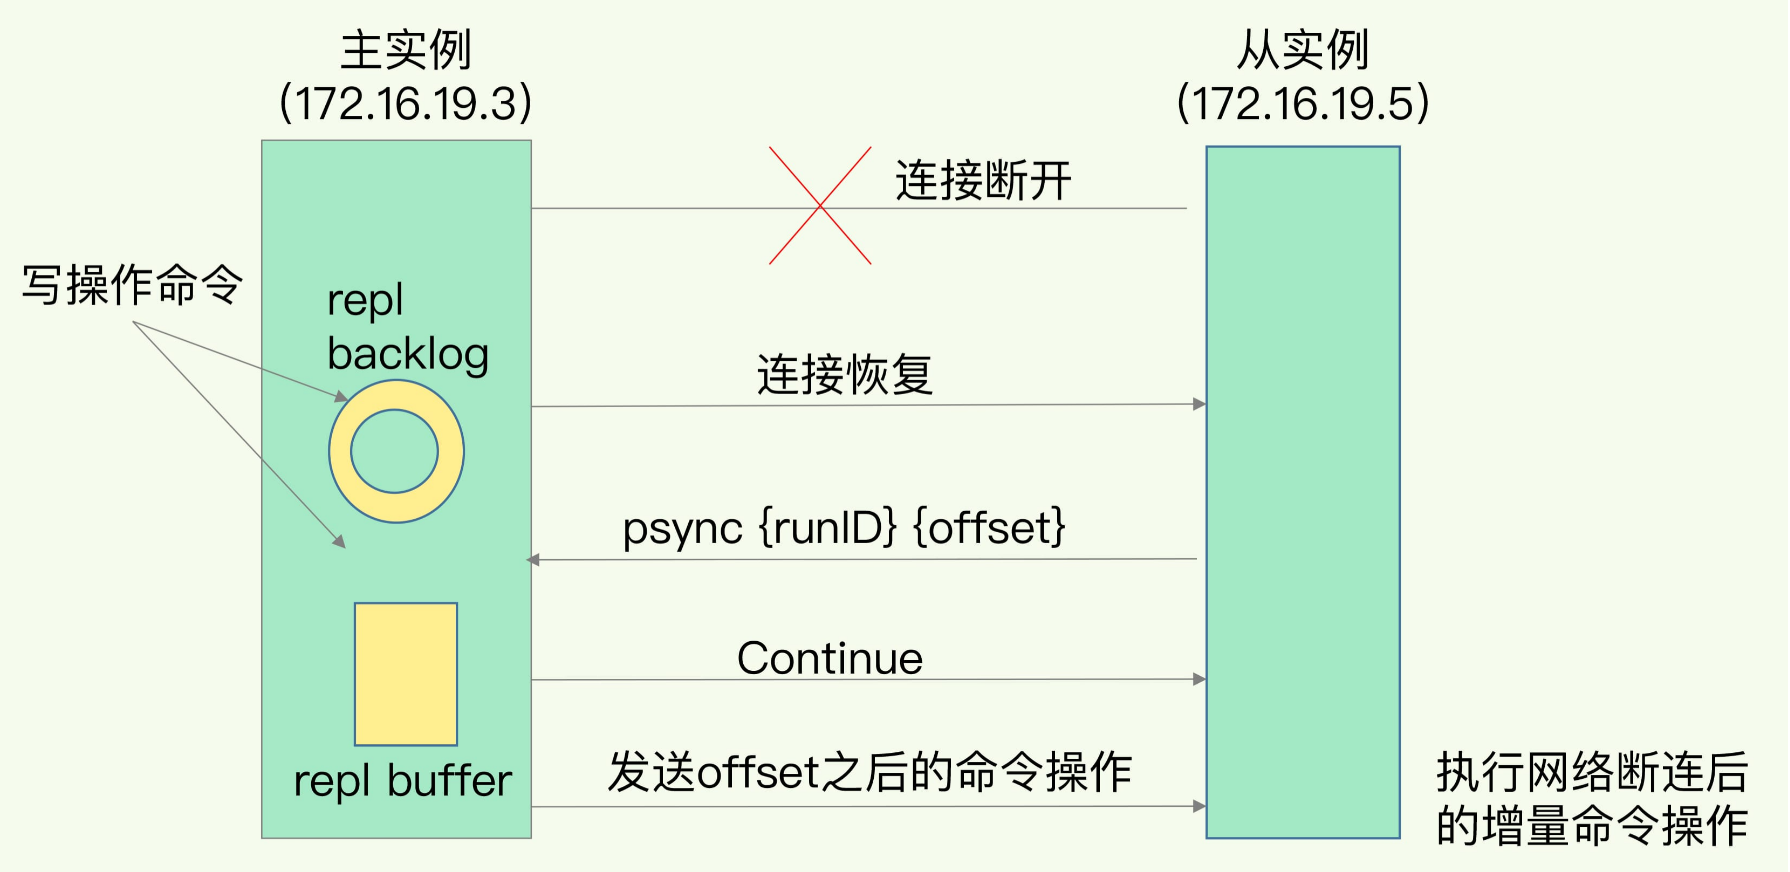 主实例
(172.16.19.3)
从实例
(172.16.19.5)
连接断开
写操作命令
repl
backlog
连接恢复
psync {runID} {offset}
Continue
repl buffer
发送offset之后的命令操作
执行网络断连后
的增量命令操作